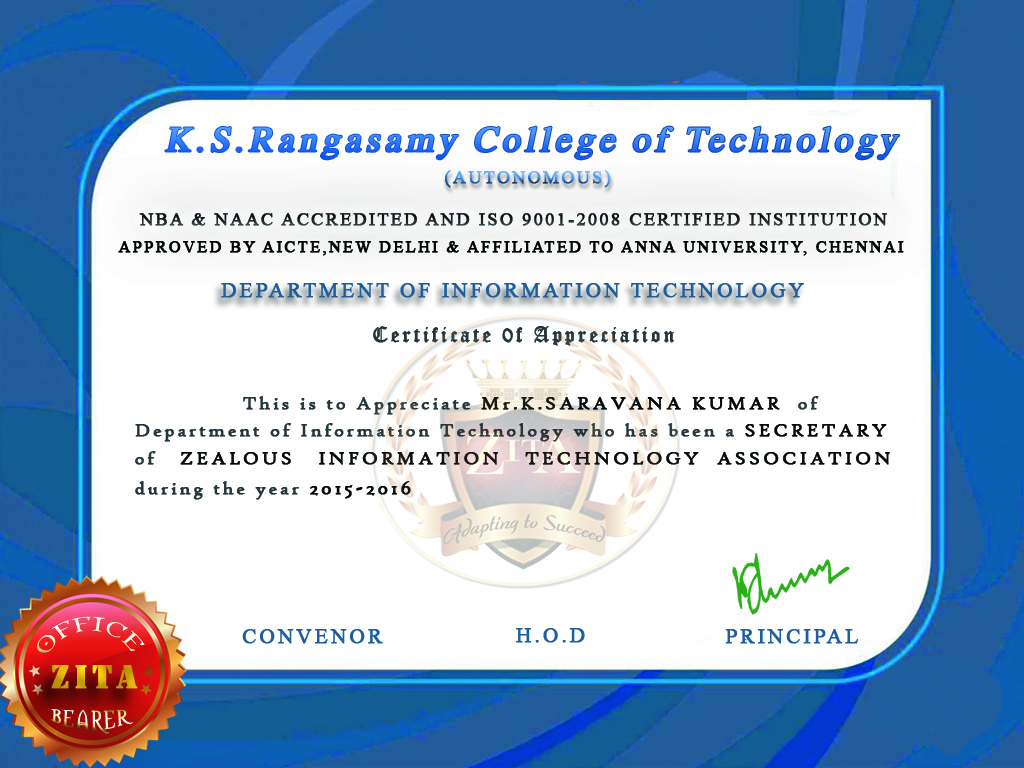 K.S.Rangasamy College of Technology
(AUTONOMOUS)
NBA & NAAC ACCREDITED AND ISO 9001-2008 CERTIFIED INSTITUTION
APPROVED BY AICTE,NEW DELHI & AFFILIATED TO ANNA UNIVERSITY, CHENNAI
DEPARTMENT OF INFORMATION TECHNOLOGY
Certificate Of Appreciation
This is to Appreciate Mr.K.SARAVANA KUMAR of
Department of Information Technology who has been a SECRETARY
of ZEALOUS INFORMATION TECHNOLOGY ASSOCIATION
during the year 2015-2016
ZITA
Adapting to Succeed
CONVENOR H.O.D PRINCIPAL
OFFICE
ZITA
BEARER